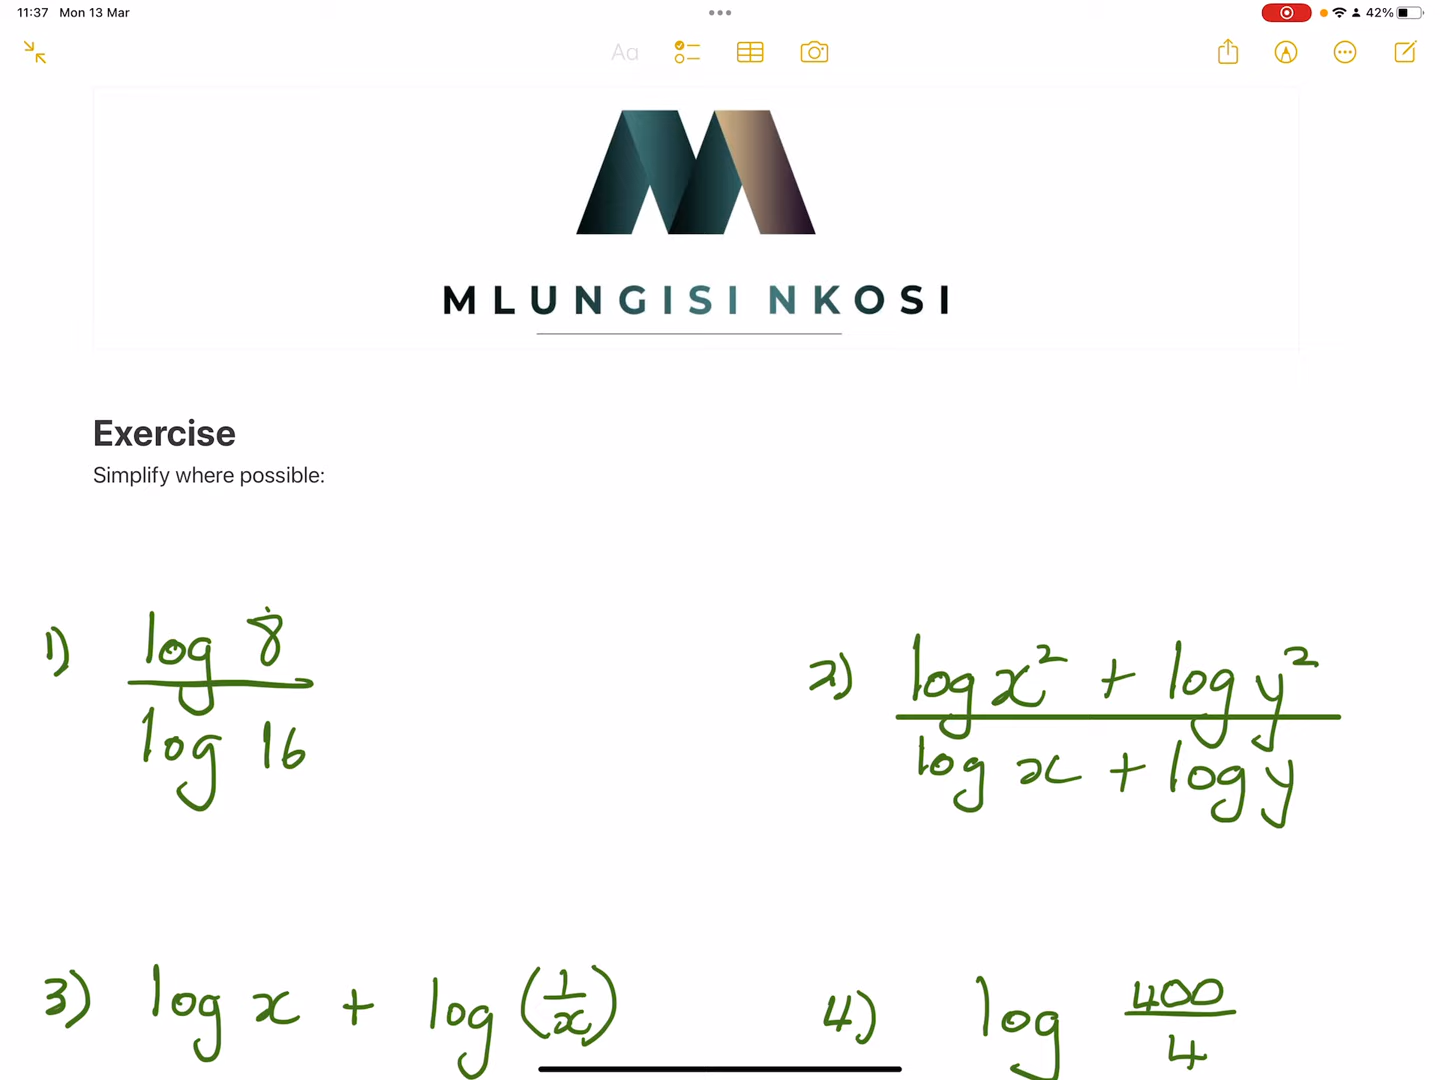 11:37 Mon 13 Mar
42%
Aa
MLUNGISI NKOSI
Exercise
Simplify where possible:
1) log 8 / log 16
2) log x² + log y² / log x + log y
3) log x + log (1/x)
4) log 400/4